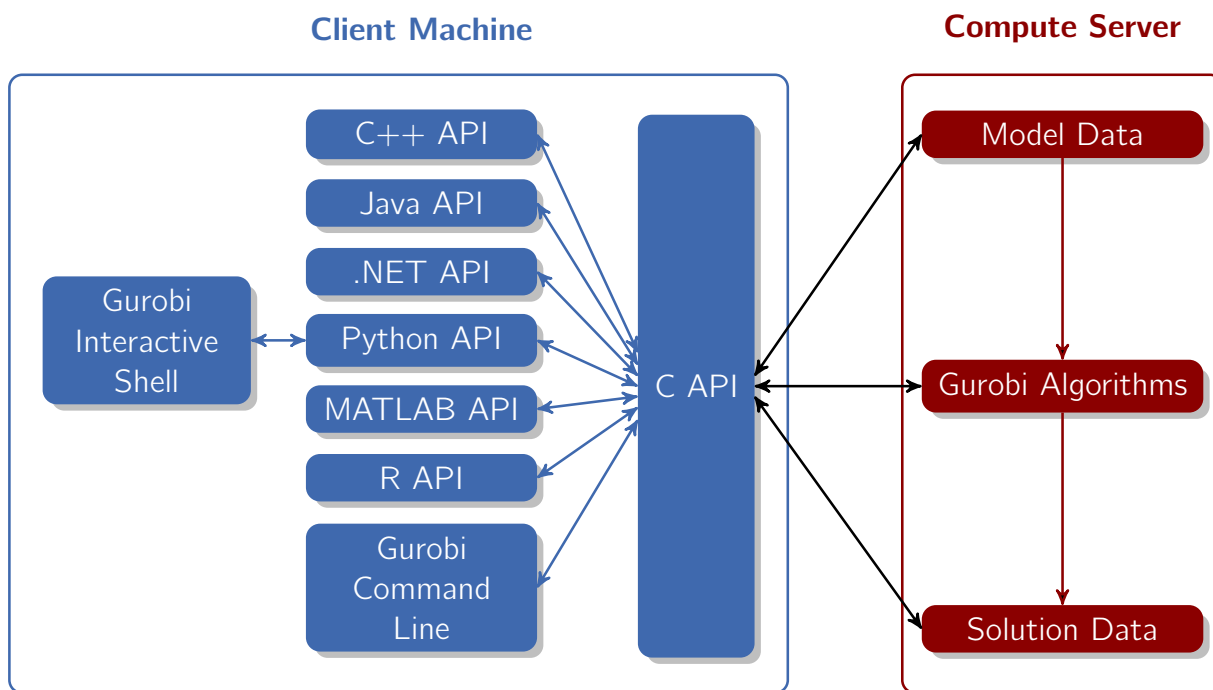 Client Machine
Compute Server
C++ API
Java API
.NET API
Python API
MATLAB API
R API
Gurobi
Command
Line
Gurobi
Interactive
Shell
C API
Model Data
Gurobi Algorithms
Solution Data